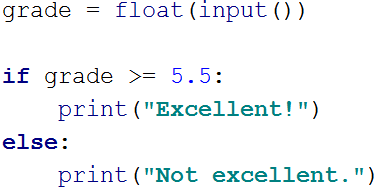 grade = float(input())
if grade >= 5.5:
    print("Excellent!")
else:
    print("Not excellent.")